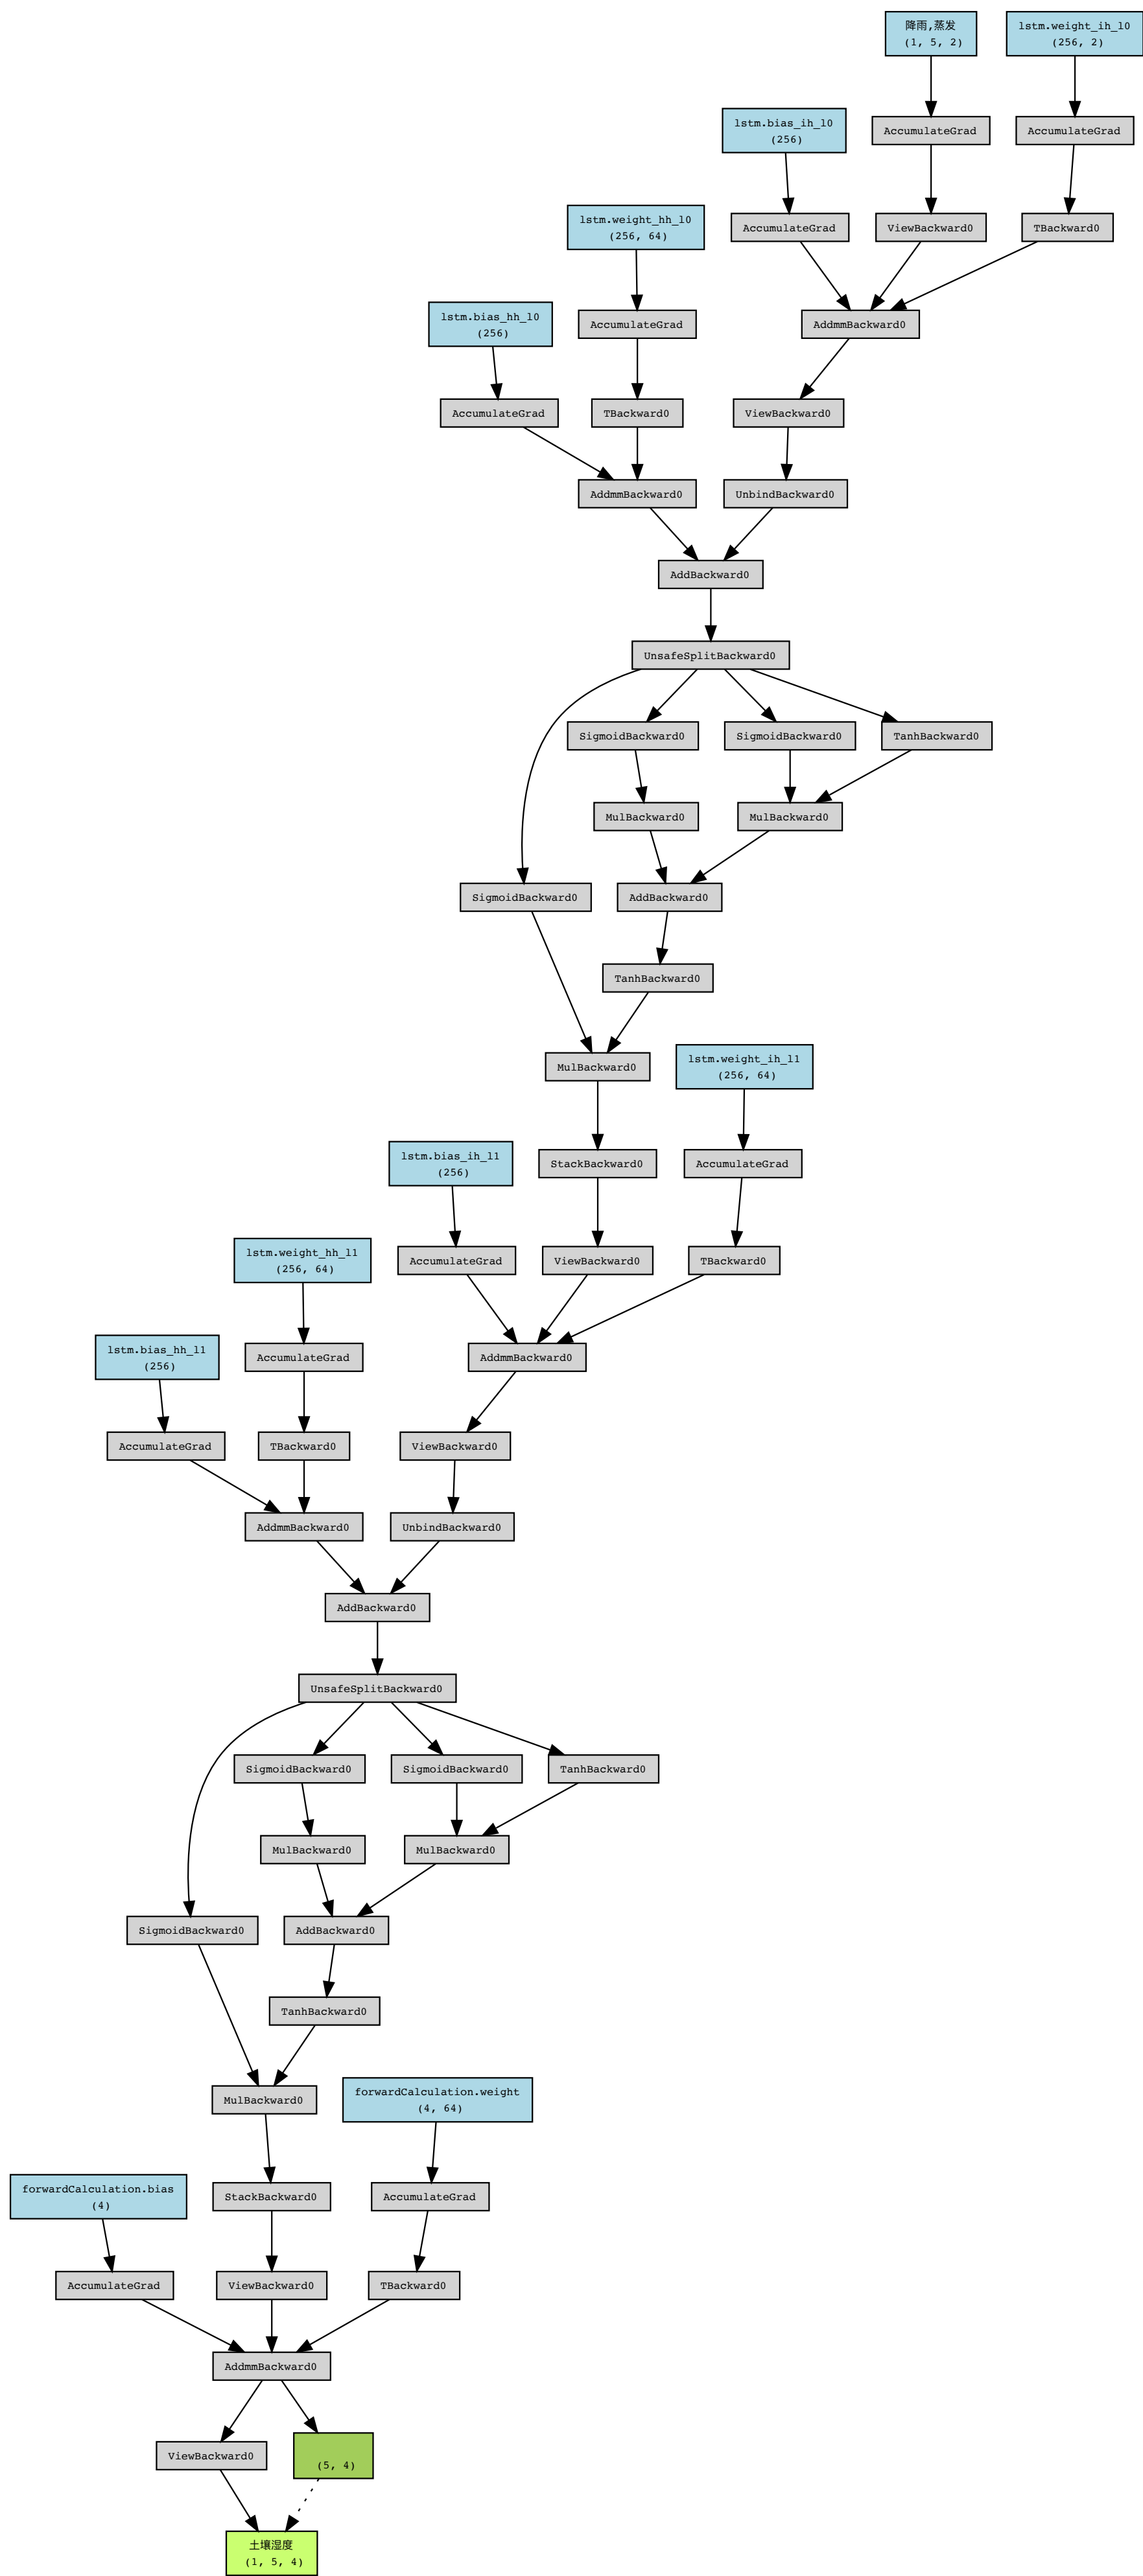 降雨,蒸发
(1, 5, 2)
lstm.weight_ih_l0
(256, 2)
lstm.bias_ih_l0
(256)
AccumulateGrad
AccumulateGrad
lstm.weight_hh_l0
(256, 64)
AccumulateGrad
ViewBackward0
TBackward0
lstm.bias_hh_l0
(256)
AccumulateGrad
AddmmBackward0
AccumulateGrad
TBackward0
ViewBackward0
AddmmBackward0
UnbindBackward0
AddBackward0
UnsafeSplitBackward0
SigmoidBackward0
SigmoidBackward0
TanhBackward0
MulBackward0
MulBackward0
SigmoidBackward0
AddBackward0
TanhBackward0
MulBackward0
lstm.weight_ih_l1
(256, 64)
lstm.bias_ih_l1
(256)
StackBackward0
AccumulateGrad
lstm.weight_hh_l1
(256, 64)
AccumulateGrad
ViewBackward0
TBackward0
lstm.bias_hh_l1
(256)
AccumulateGrad
AddmmBackward0
AccumulateGrad
TBackward0
ViewBackward0
AddmmBackward0
UnbindBackward0
AddBackward0
UnsafeSplitBackward0
SigmoidBackward0
SigmoidBackward0
TanhBackward0
MulBackward0
MulBackward0
SigmoidBackward0
AddBackward0
TanhBackward0
MulBackward0
forwardCalculation.weight
(4, 64)
forwardCalculation.bias
(4)
StackBackward0
AccumulateGrad
AccumulateGrad
ViewBackward0
TBackward0
AddmmBackward0
ViewBackward0
(5, 4)
土壤湿度
(1, 5, 4)